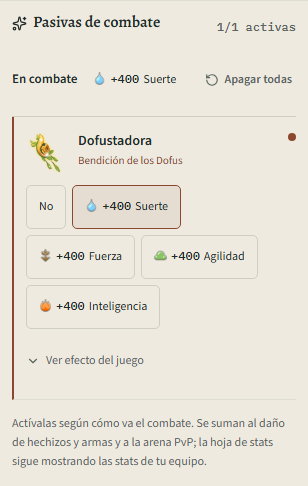 Pasivas de combate
1/1 activas
En combate +400 Suerte Apagar todas
Dofustadora
Bendición de los Dofus
No +400 Suerte
+400 Fuerza +400 Agilidad
+400 Inteligencia
Ver efecto del juego
Actívalas según cómo va el combate. Se suman al daño
de hechizos y armas y a la arena PvP; la hoja de stats
sigue mostrando las stats de tu equipo.